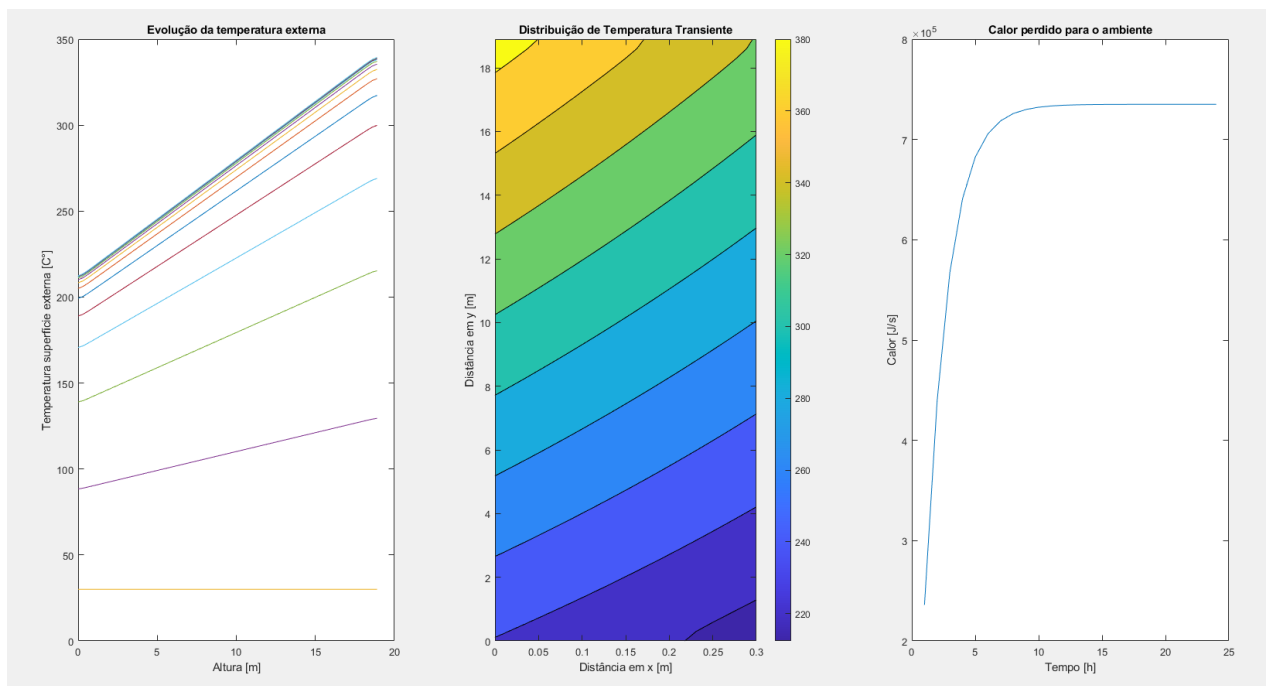 Evolução da temperatura externa
350
300
250
200
150
100
50
0
0 5 10 15 20
Temperatura superfície externa [C°]
Altura [m]
Distribuição de Temperatura Transiente
18
16
14
12
10
8
6
4
2
0
0 0.05 0.1 0.15 0.2 0.25 0.3
Distância em y [m]
Distância em x [m]
380
360
340
320
300
280
260
240
220
Calor perdido para o ambiente
× 10⁵
8
7
6
5
4
3
2
0 5 10 15 20 25
Calor [J/s]
Tempo [h]